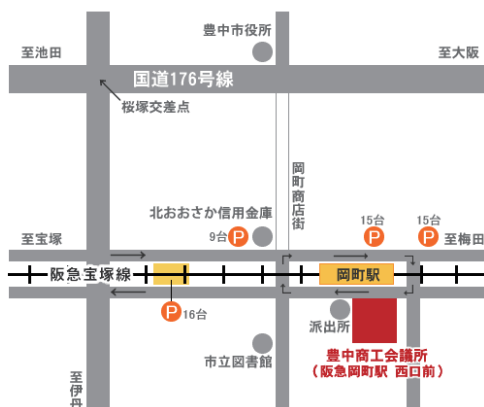 豊中市役所
至池田
至大阪
国道176号線
桜塚交差点
岡町商店街
北おおさか信用金庫
9台 P
15台
P
15台
P
至宝塚
至梅田
阪急宝塚線
岡町駅
P 16台
派出所
市立図書館
豊中商工会議所
(阪急岡町駅 西口前)
至伊丹